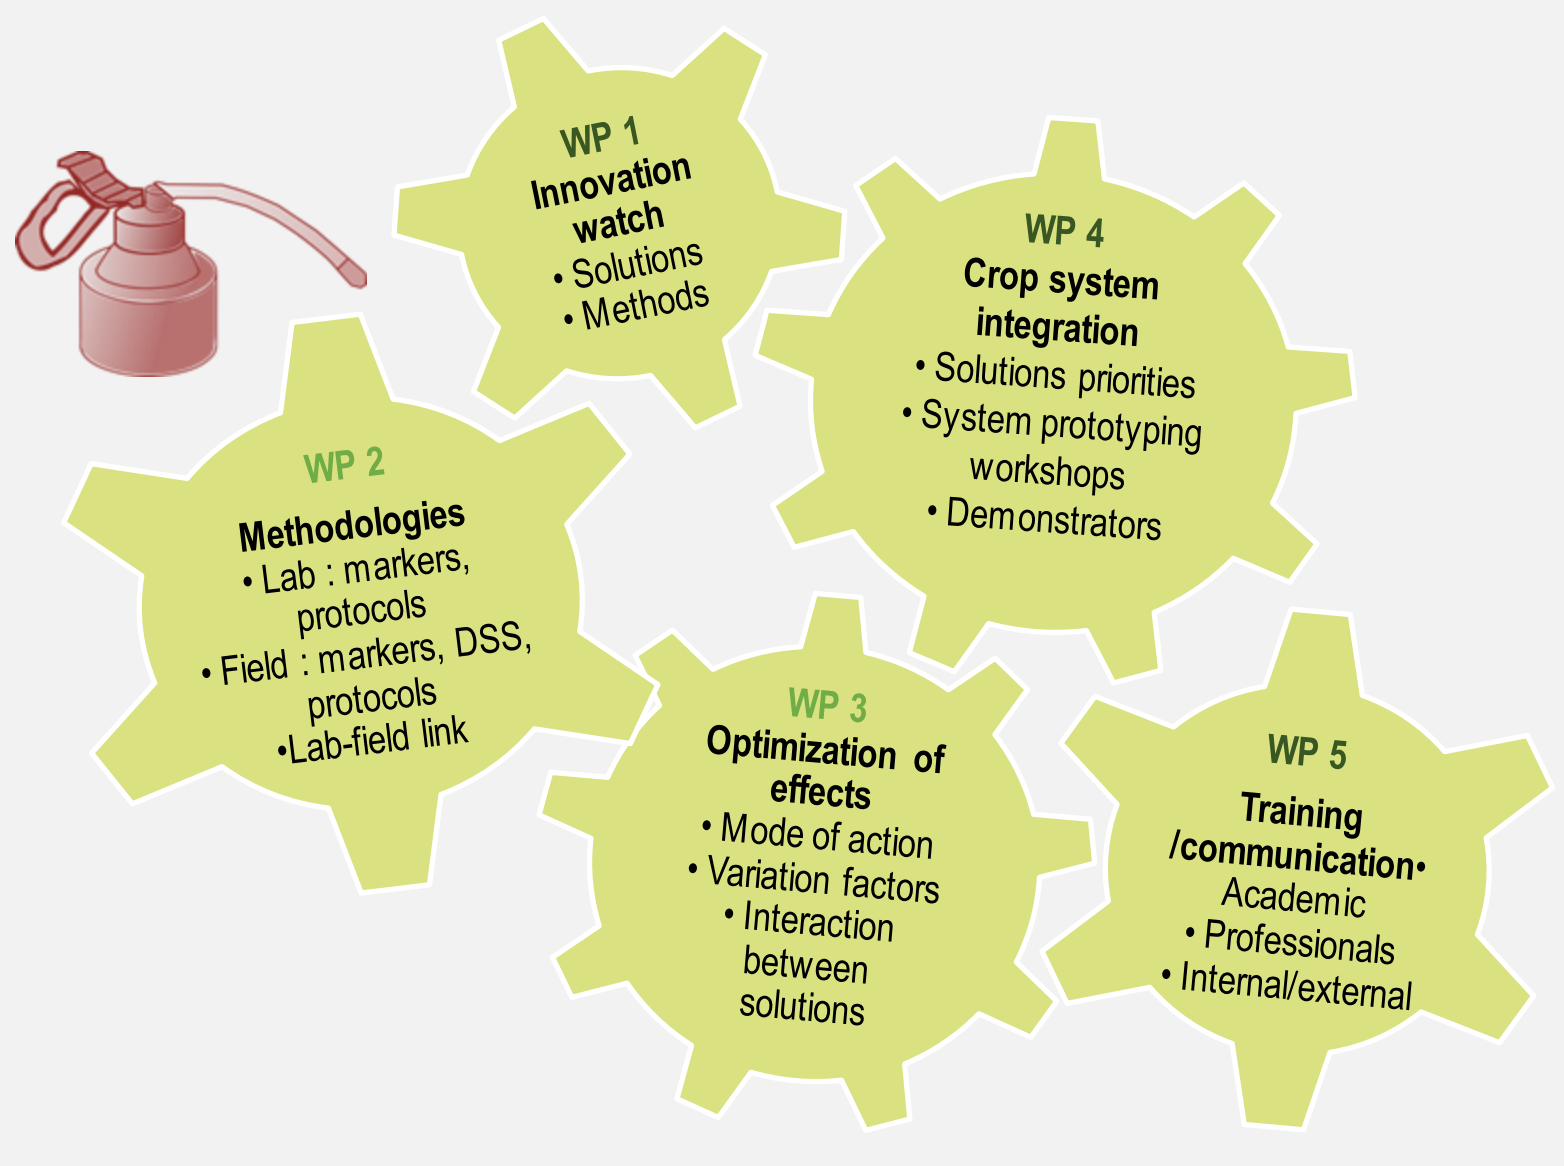 WP 1
Innovation
watch
• Solutions
• Methods
WP 2
Methodologies
• Lab : markers,
protocols
• Field : markers, DSS,
protocols
•Lab-field link
WP 3
Optimization of
effects
• Mode of action
• Variation factors
• Interaction
between
solutions
WP 4
Crop system
integration
• Solutions priorities
• System prototyping
workshops
• Demonstrators
WP 5
Training
/communication•
Academic
• Professionals
• Internal/external